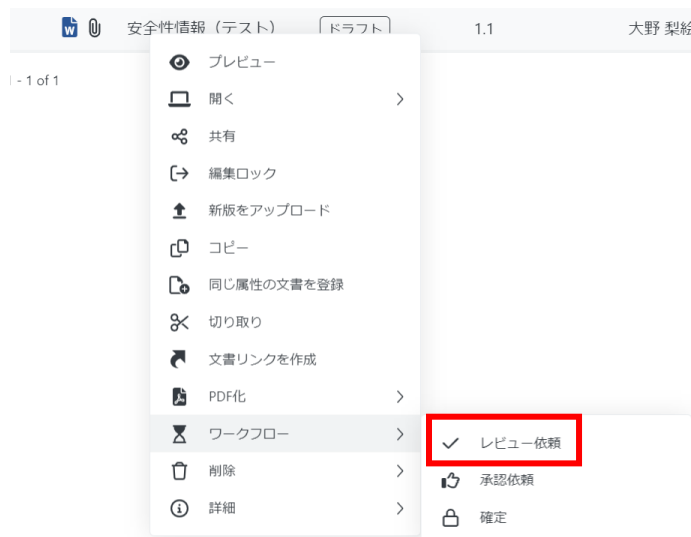 安全性情報（テスト） ドラフト 1.1 大野 梨絵
- 1 of 1
プレビュー
開く
共有
編集ロック
新版をアップロード
コピー
同じ属性の文書を登録
切り取り
文書リンクを作成
PDF化
ワークフロー
レビュー依頼
削除
承認依頼
詳細
確定